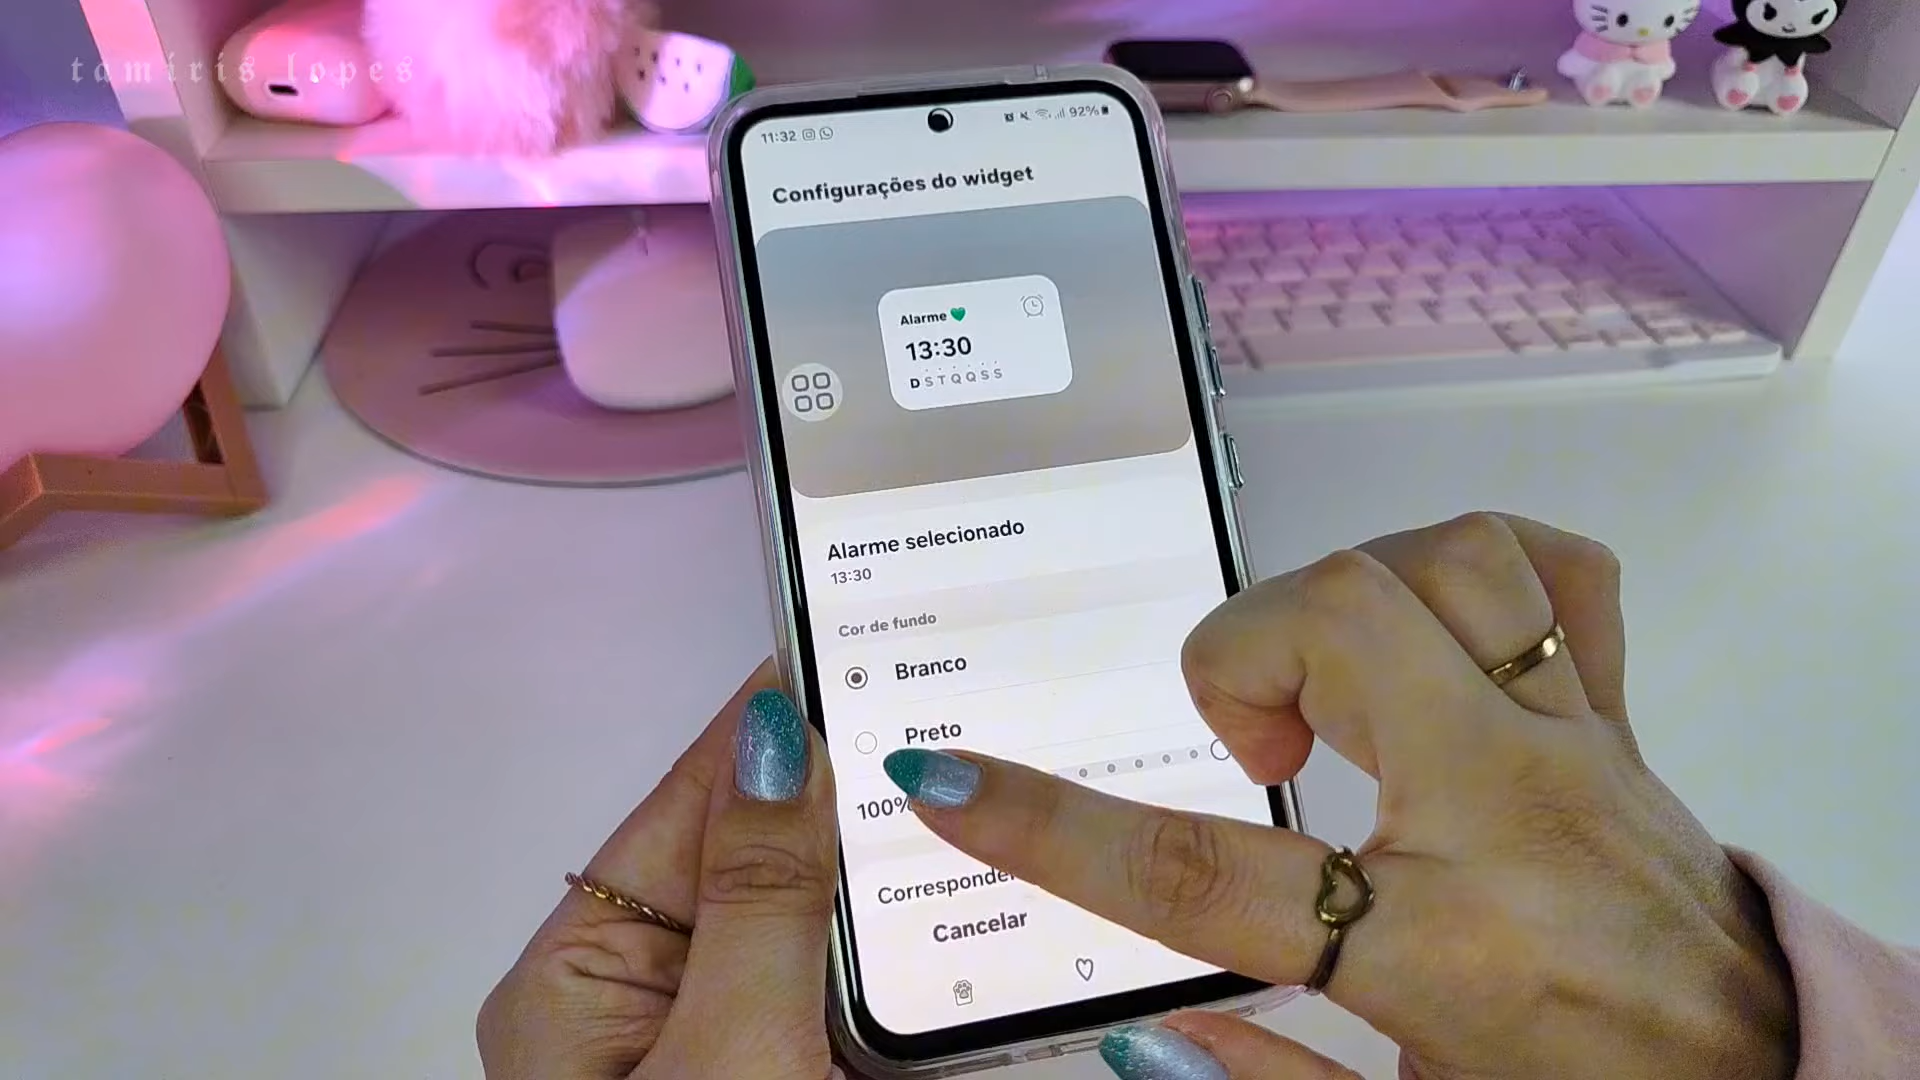 tamiris lopes
11:32
92%
Configurações do widget
Alarme 💚
13:30
D S T Q Q S S
Alarme selecionado
13:30
Cor de fundo
Branco
Preto
100%
Cancelar